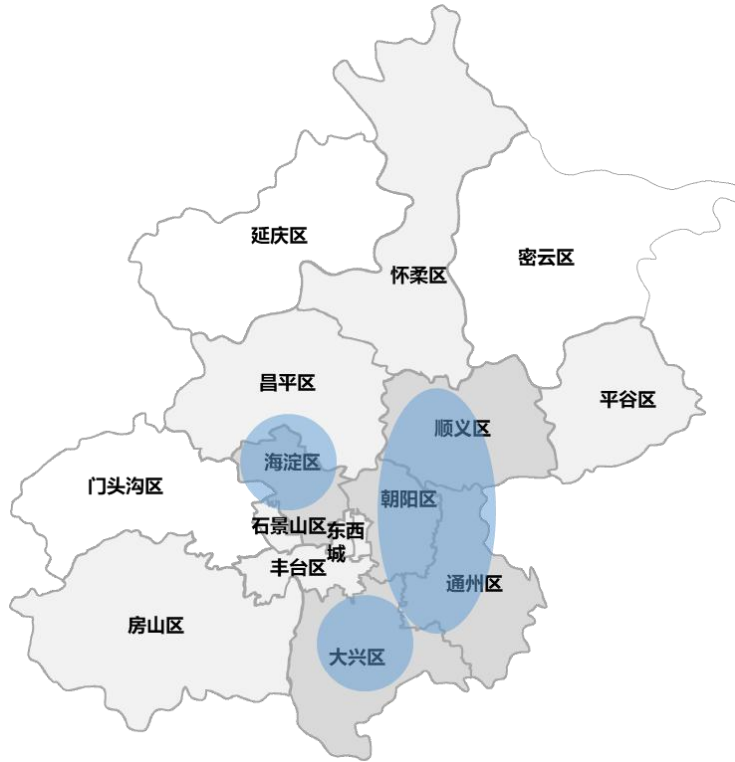 延庆区
怀柔区
密云区
昌平区
平谷区
顺义区
海淀区
门头沟区
朝阳区
石景山区
东西
城
丰台区
通州区
房山区
大兴区